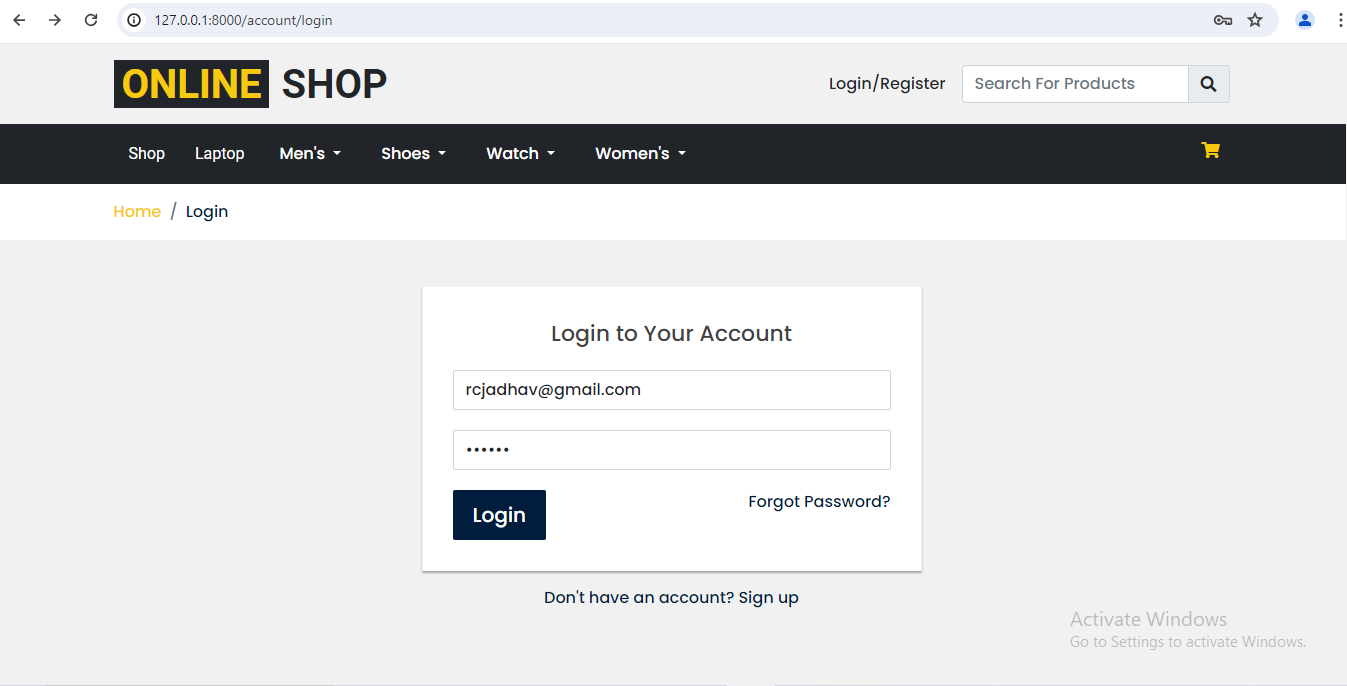 127.0.0.1:8000/account/login
ONLINE SHOP
Login/Register
Search For Products
Shop Laptop Men's Shoes Watch Women's
Home / Login
Login to Your Account
rcjadhav@gmail.com
••••••
Login
Forgot Password?
Don't have an account? Sign up
Activate Windows
Go to Settings to activate Windows.